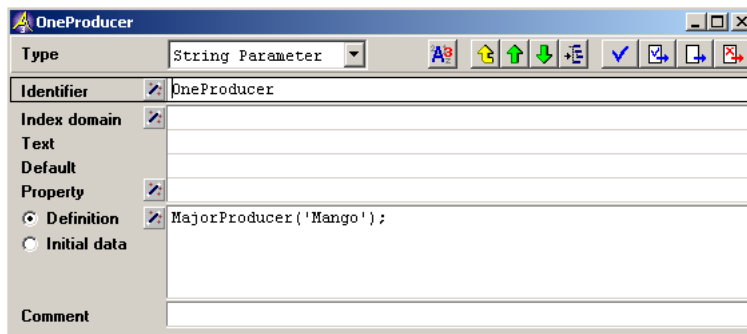 OneProducer
Type String Parameter
Identifier OneProducer
Index domain
Text
Default
Property
Definition MajorProducer('Mango');
Initial data
Comment